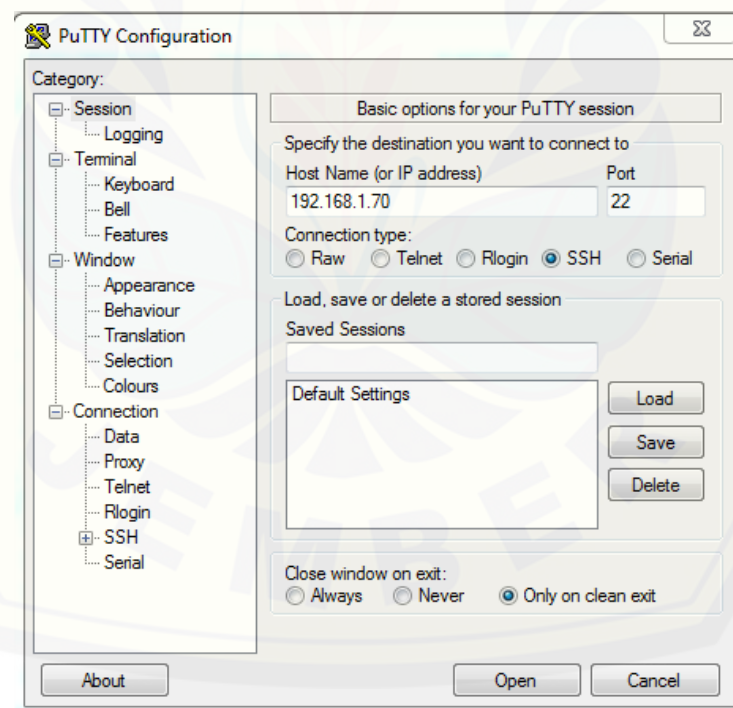 PuTTY Configuration
Category:
Session
Logging
Terminal
Keyboard
Bell
Features
Window
Appearance
Behaviour
Translation
Selection
Colours
Connection
Data
Proxy
Telnet
Rlogin
SSH
Serial
Basic options for your PuTTY session
Specify the destination you want to connect to
Host Name (or IP address) Port
192.168.1.70 22
Connection type:
Raw Telnet Rlogin SSH Serial
Load, save or delete a stored session
Saved Sessions
Default Settings
Load
Save
Delete
Close window on exit:
Always Never Only on clean exit
About Open Cancel
JEMBER